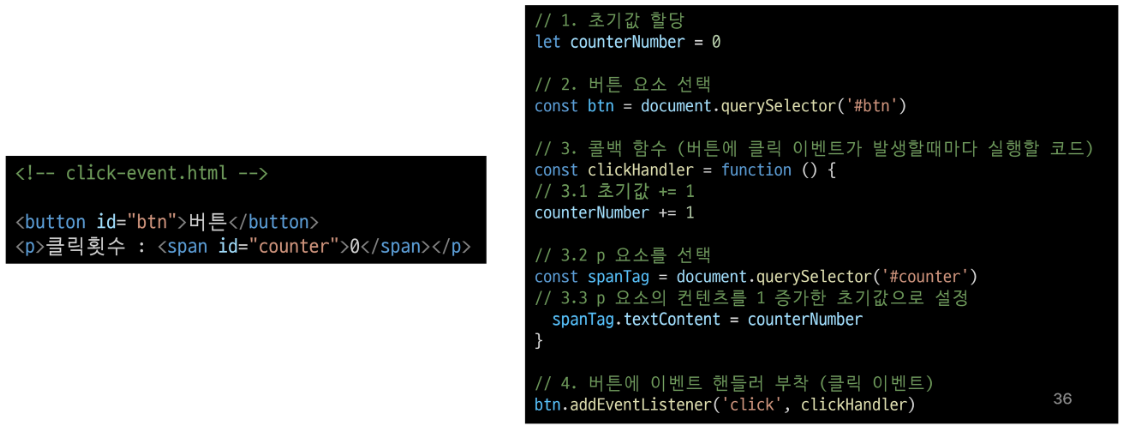 <!-- click-event.html -->
<button id="btn">버튼</button>
<p>클릭횟수 : <span id="counter">0</span></p>
// 1. 초기값 할당
let counterNumber = 0
// 2. 버튼 요소 선택
const btn = document.querySelector('#btn')
// 3. 콜백 함수 (버튼에 클릭 이벤트가 발생할때마다 실행할 코드)
const clickHandler = function () {
// 3.1 초기값 += 1
counterNumber += 1
// 3.2 p 요소를 선택
const spanTag = document.querySelector('#counter')
// 3.3 p 요소의 컨텐츠를 1 증가한 초기값으로 설정
spanTag.textContent = counterNumber
}
// 4. 버튼에 이벤트 핸들러 부착 (클릭 이벤트)
btn.addEventListener('click', clickHandler)
36